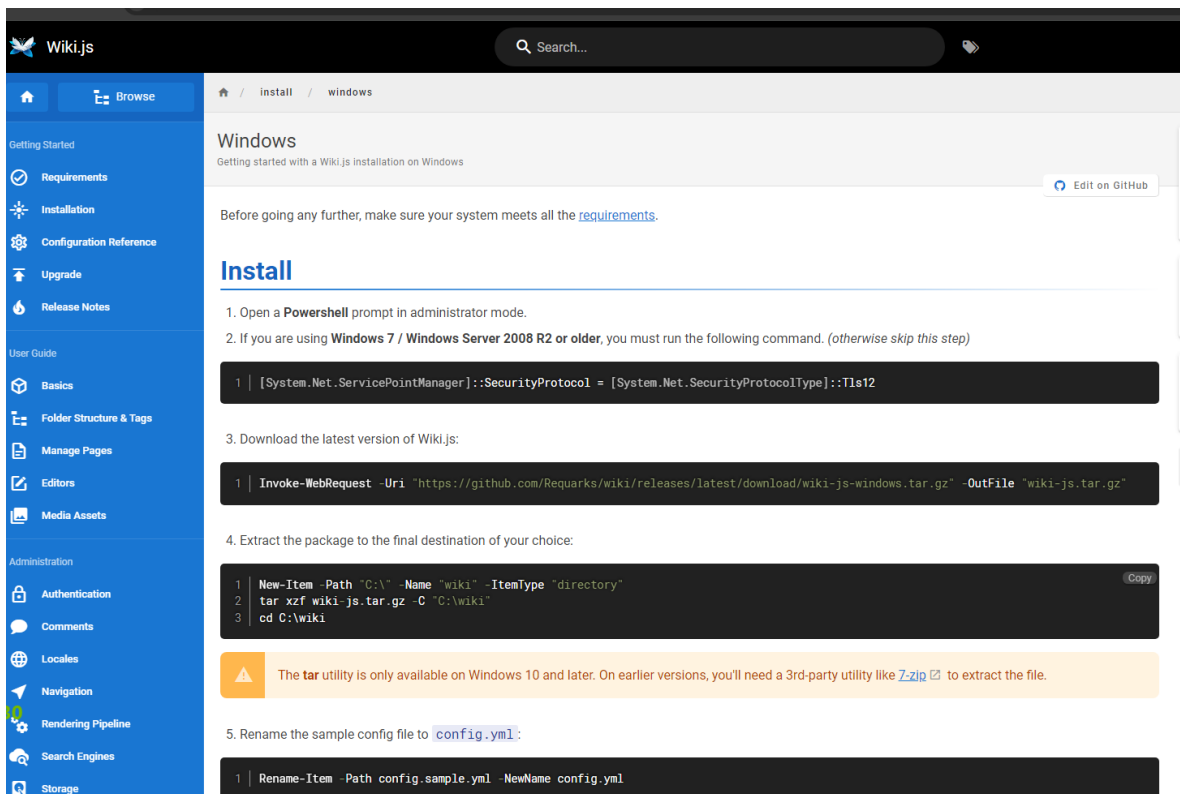 Wiki.js
Search...
Browse
install / windows
Getting Started
Requirements
Installation
Configuration Reference
Upgrade
Release Notes
User Guide
Basics
Folder Structure & Tags
Manage Pages
Editors
Media Assets
Administration
Authentication
Comments
Locales
Navigation
Rendering Pipeline
Search Engines
Storage
Windows
Getting started with a Wiki.js installation on Windows
Edit on GitHub
Before going any further, make sure your system meets all the requirements.
Install
1. Open a Powershell prompt in administrator mode.
2. If you are using Windows 7 / Windows Server 2008 R2 or older, you must run the following command. (otherwise skip this step)
1 [System.Net.ServicePointManager]::SecurityProtocol = [System.Net.SecurityProtocolType]::Tls12
3. Download the latest version of Wiki.js:
1 Invoke-WebRequest -Uri "https://github.com/Requarks/wiki/releases/latest/download/wiki-js-windows.tar.gz" -OutFile "wiki-js.tar.gz"
4. Extract the package to the final destination of your choice:
Copy
1 New-Item -Path "C:\" -Name "wiki" -ItemType "directory"
2 tar xzf wiki-js.tar.gz -C "C:\wiki"
3 cd C:\wiki
The tar utility is only available on Windows 10 and later. On earlier versions, you'll need a 3rd-party utility like 7-zip to extract the file.
5. Rename the sample config file to config.yml :
1 Rename-Item -Path config.sample.yml -NewName config.yml